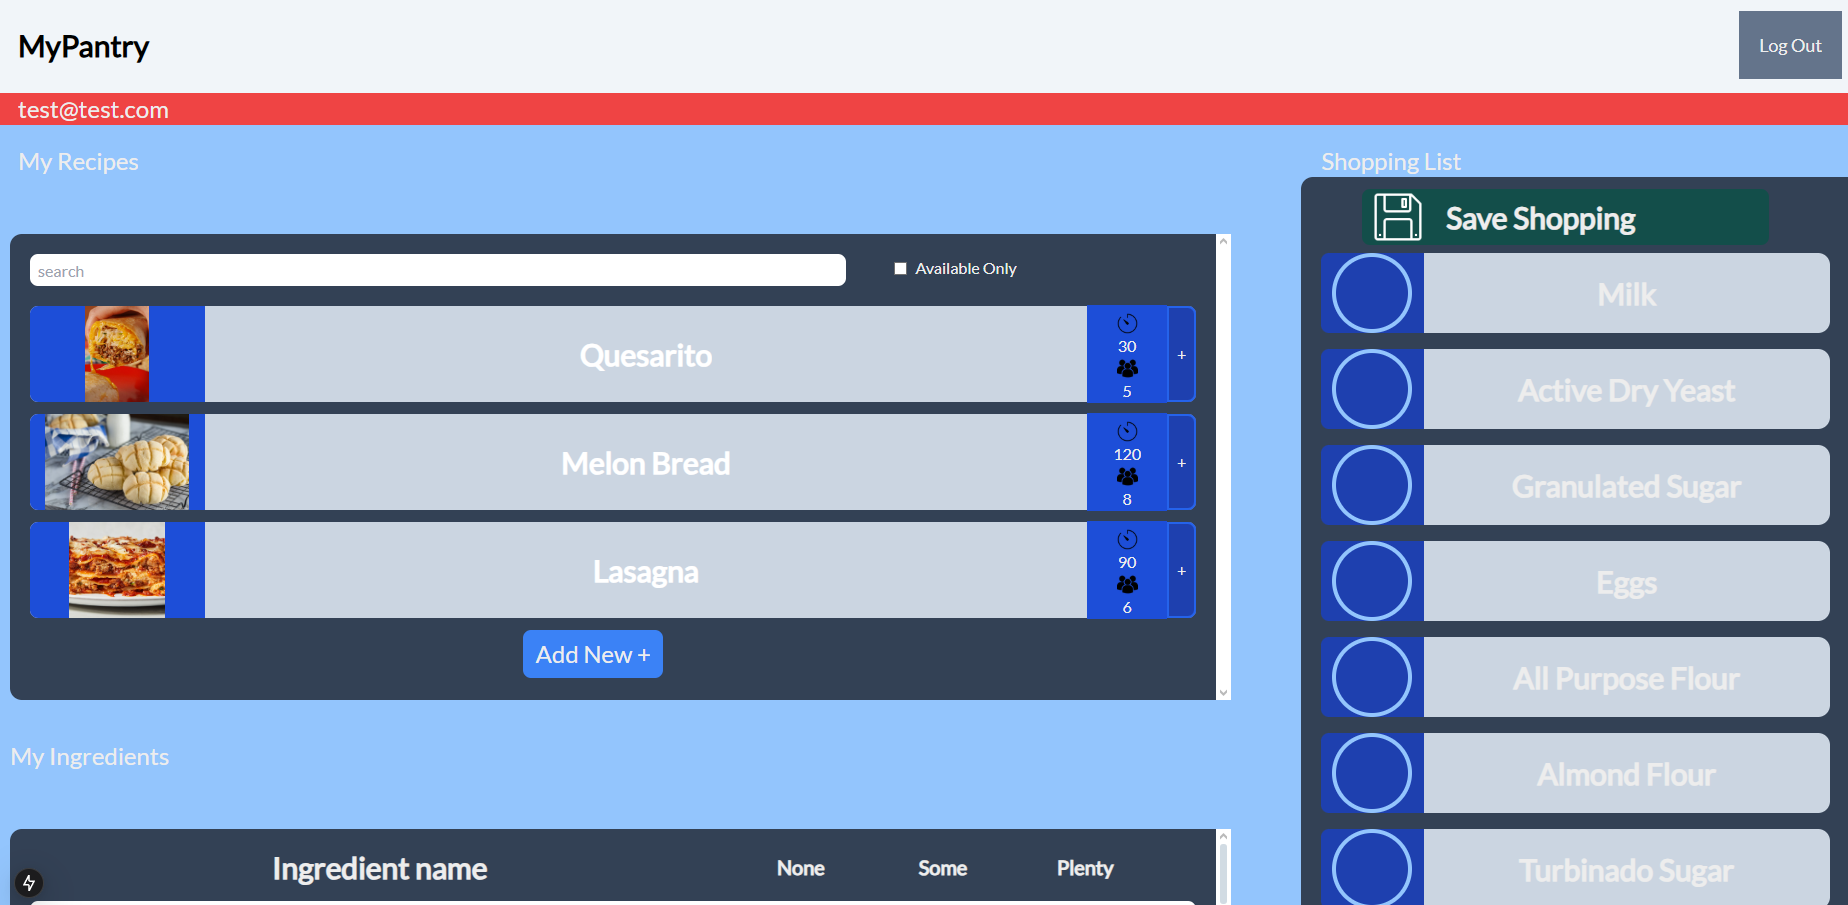 MyPantry
Log Out
test@test.com
My Recipes
search
Available Only
Quesarito
30
5
+
Melon Bread
120
8
+
Lasagna
90
6
+
Add New +
My Ingredients
Ingredient name
None
Some
Plenty
Shopping List
Save Shopping
Milk
Active Dry Yeast
Granulated Sugar
Eggs
All Purpose Flour
Almond Flour
Turbinado Sugar